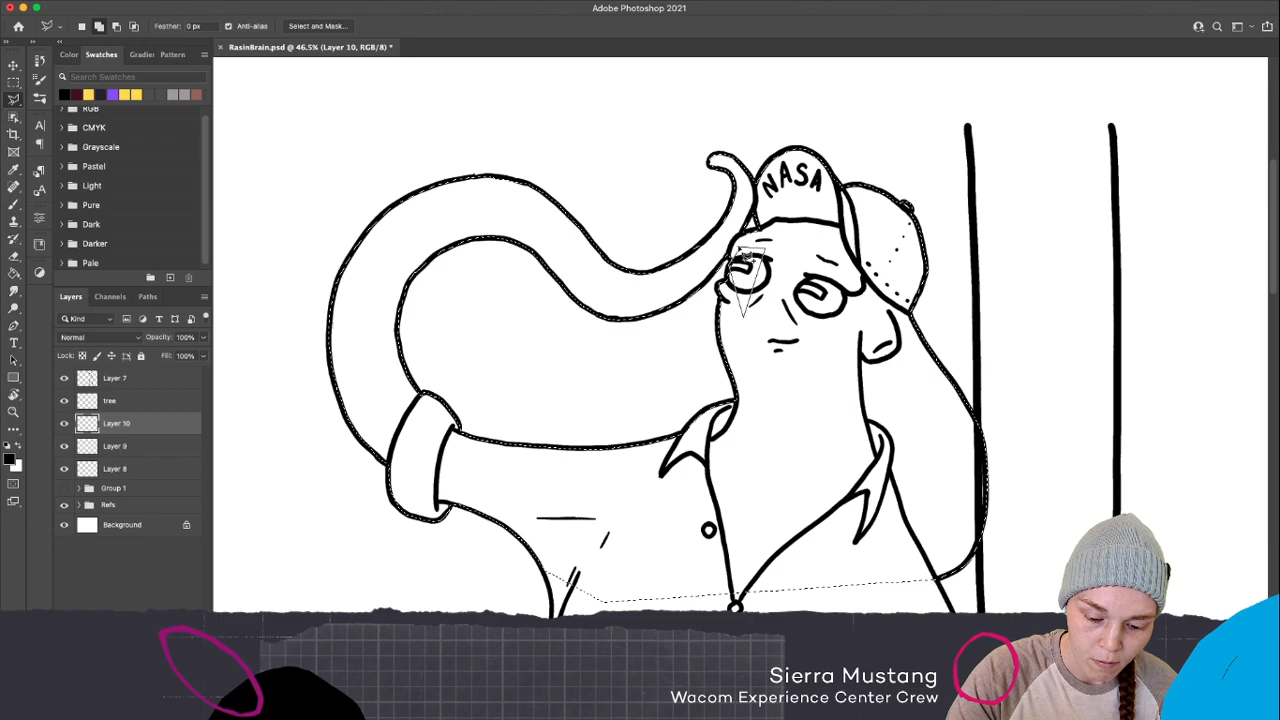 Adobe Photoshop 2021
Feather: 0 px
Anti-alias
Select and Mask...
RasinBrain.psd @ 46.5% (Layer 10, RGB/8) *
Color
Swatches
Gradier
Pattern
Search Swatches
RGB
CMYK
Grayscale
Pastel
Light
Pure
Dark
Darker
Pale
Layers
Channels
Paths
Kind
Normal
Opacity: 100%
Lock:
Fill: 100%
Layer 7
tree
Layer 10
Layer 9
Layer 8
Group 1
Refs
Background
NASA
Sierra Mustang
Wacom Experience Center Crew